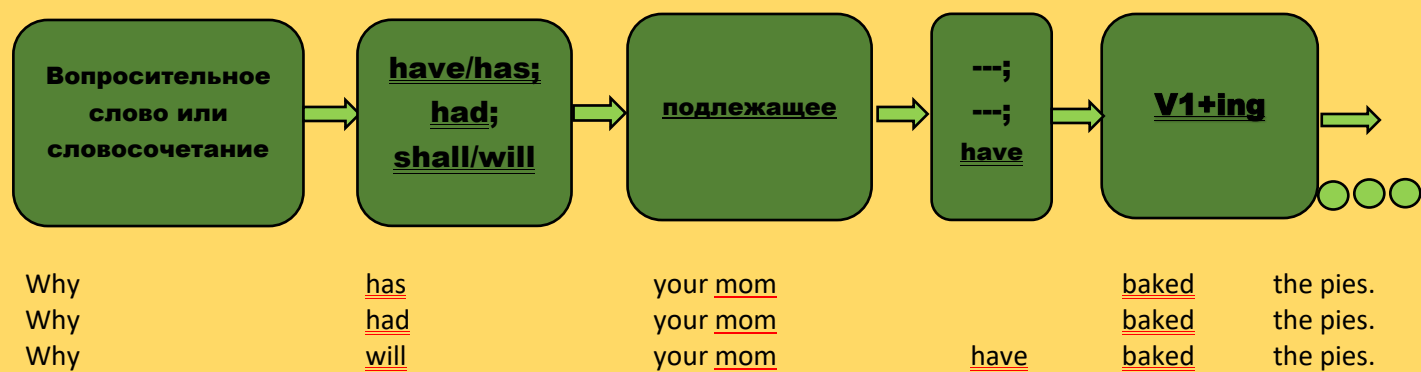 Вопросительное
слово или
словосочетание
have/has;
had;
shall/will
подлежащее
---;
---;
have
V1+ing
Why has your mom baked the pies.
Why had your mom baked the pies.
Why will your mom have baked the pies.